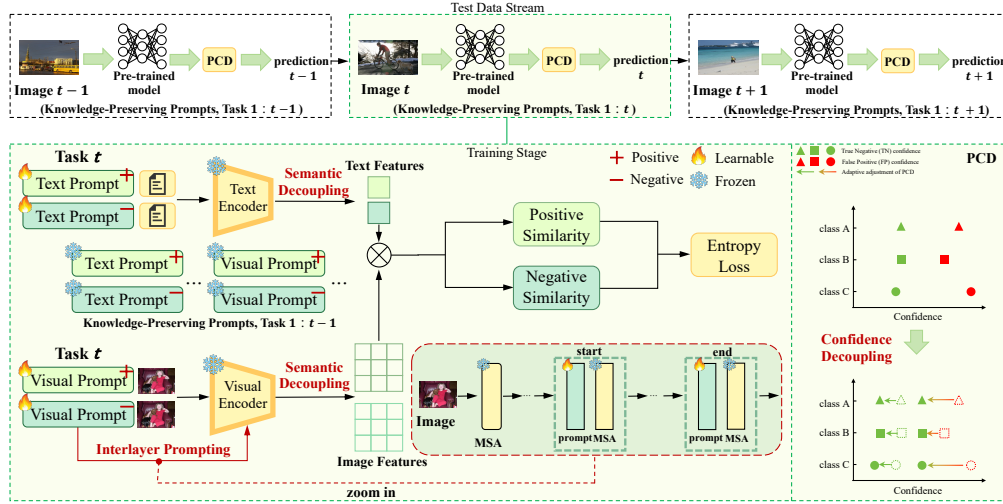 Test Data Stream
Image t − 1
Pre-trained
model
PCD
prediction
t − 1
(Knowledge-Preserving Prompts, Task 1 : t − 1)
Image t
Pre-trained
model
PCD
prediction
t
(Knowledge-Preserving Prompts, Task 1 : t)
Image t + 1
Pre-trained
model
PCD
prediction
t + 1
(Knowledge-Preserving Prompts, Task 1 : t + 1)
Training Stage
Task t
Text Prompt +
Text Prompt −
Text
Encoder
Semantic
Decoupling
Text Features
+ Positive
− Negative
Learnable
Frozen
Positive
Similarity
Negative
Similarity
Entropy
Loss
Text Prompt +
Text Prompt −
...
Visual Prompt +
Visual Prompt −
...
Knowledge-Preserving Prompts, Task 1 : t − 1
Task t
Visual Prompt +
Visual Prompt −
Visual
Encoder
Semantic
Decoupling
Image Features
Interlayer Prompting
zoom in
Image
MSA
...
start
prompt MSA
...
end
prompt MSA
PCD
True Negative (TN) confidence
False Positive (FP) confidence
Adaptive adjustment of PCD
class A
class B
class C
Confidence
Confidence
Decoupling
class A
class B
class C
Confidence